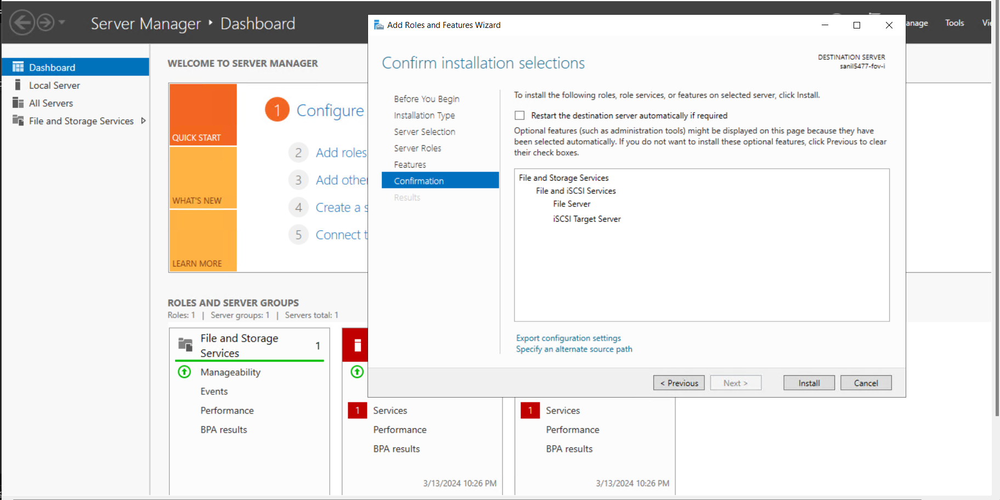 Server Manager ‣ Dashboard
Tools
Dashboard
Local Server
All Servers
File and Storage Services
WELCOME TO SERVER MANAGER
QUICK START
WHAT'S NEW
LEARN MORE
1 Configure
2 Add roles
3 Add
4 Create a
5 Connect
ROLES AND SERVER GROUPS
Roles: 1 | Server groups: 1 | Servers total: 1
File and Storage
Services
1
Manageability
Events
Performance
BPA results
1 Services
Performance
BPA results
3/13/2024 10:26 PM
1 Services
Performance
BPA results
3/13/2024 10:26 PM
Add Roles and Features Wizard
Confirm installation selections
DESTINATION SERVER
sanil5477-fov-i
Before You Begin
Installation Type
Server Selection
Server Roles
Features
Confirmation
Results
To install the following roles, role services, or features on selected server, click Install.
Restart the destination server automatically if required
Optional features (such as administration tools) might be displayed on this page because they have
been selected automatically. If you do not want to install these optional features, click Previous to clear
their check boxes.
File and Storage Services
File and iSCSI Services
File Server
iSCSI Target Server
Export configuration settings
Specify an alternate source path
< Previous
Next >
Install
Cancel